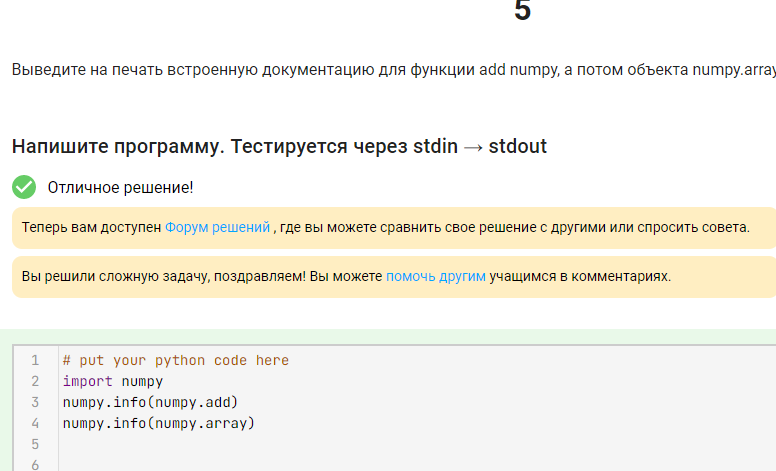 5
Выведите на печать встроенную документацию для функции add numpy, а потом объекта numpy.array
Напишите программу. Тестируется через stdin → stdout
Отличное решение!
Теперь вам доступен Форум решений , где вы можете сравнить свое решение с другими или спросить совета.
Вы решили сложную задачу, поздравляем! Вы можете помочь другим учащимся в комментариях.
1 # put your python code here
2 import numpy
3 numpy.info(numpy.add)
4 numpy.info(numpy.array)
5
6